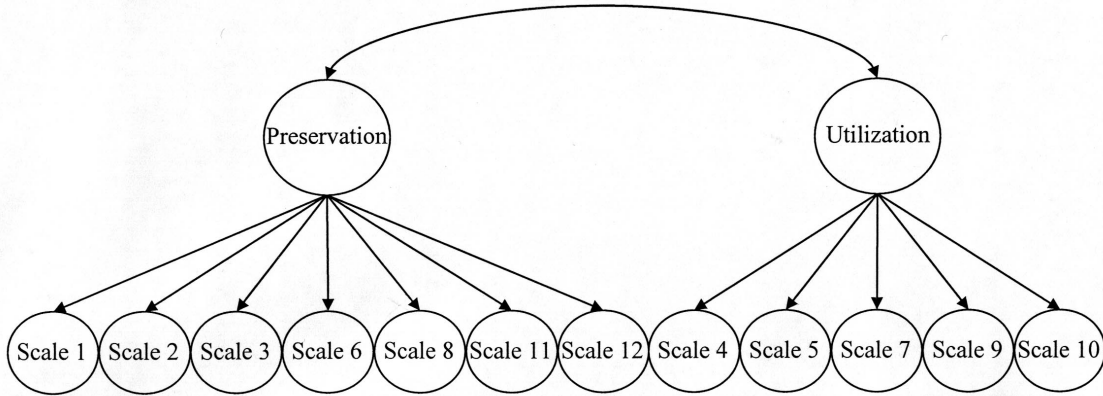 Preservation
Utilization
Scale 1
Scale 2
Scale 3
Scale 6
Scale 8
Scale 11
Scale 12
Scale 4
Scale 5
Scale 7
Scale 9
Scale 10